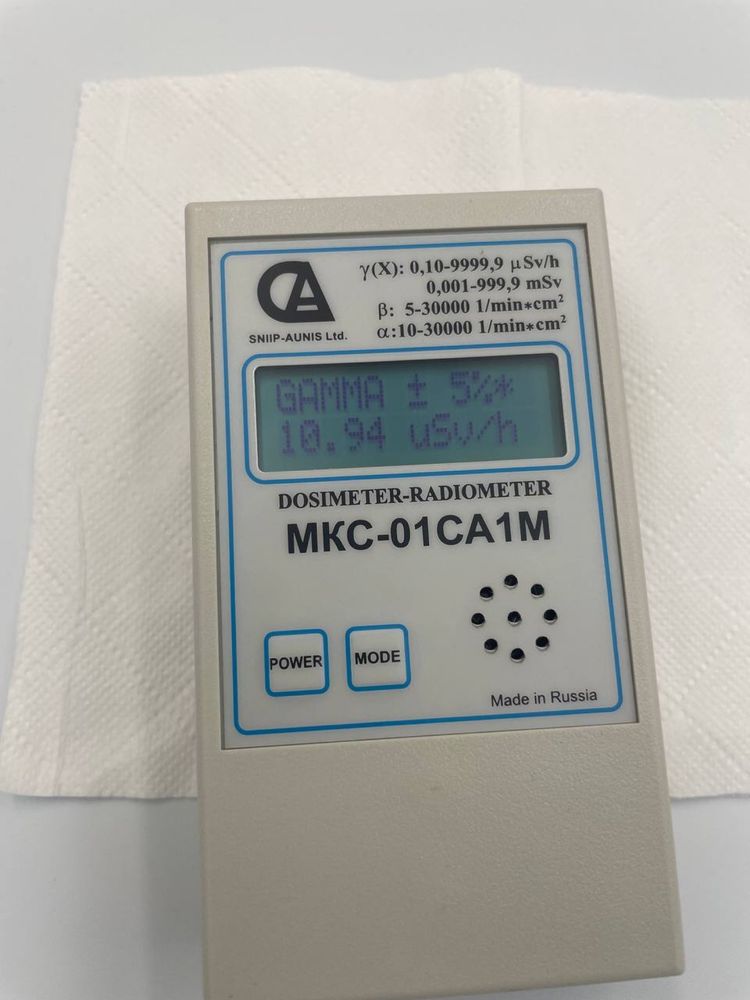 γ(X): 0,10-9999,9 μSv/h
0,001-999,9 mSv
β: 5-30000 1/min*cm²
α:10-30000 1/min*cm²
CA
SNIIP-AUNIS Ltd.
GAMMA ± 5%*
10.94 uSv/h
DOSIMETER-RADIOMETER
МКС-01СА1М
POWER
MODE
Made in Russia